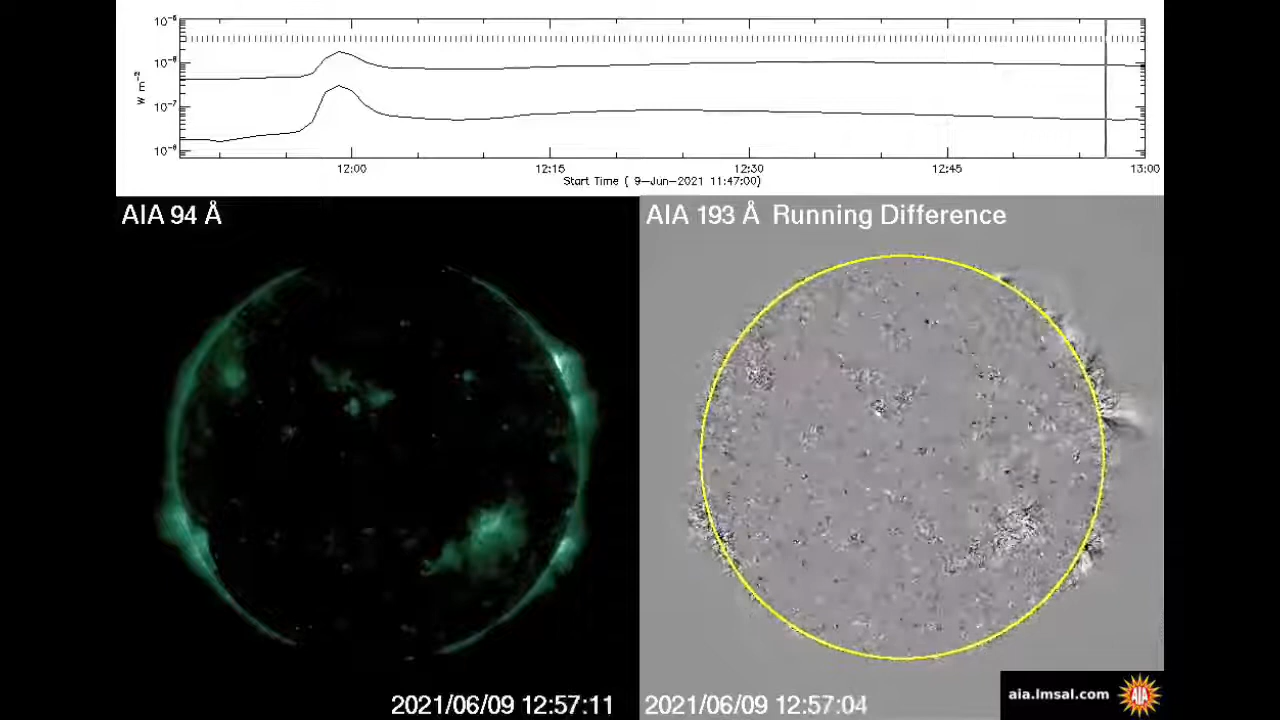 10⁻⁵
10⁻⁶
10⁻⁷
10⁻⁸
W m⁻²
12:00 12:15 12:30 12:45 13:00
Start Time ( 9-Jun-2021 11:47:00)
AIA 94 Å
AIA 193 Å Running Difference
2021/06/09 12:57:11
2021/06/09 12:57:04
aia.lmsal.com
AIA